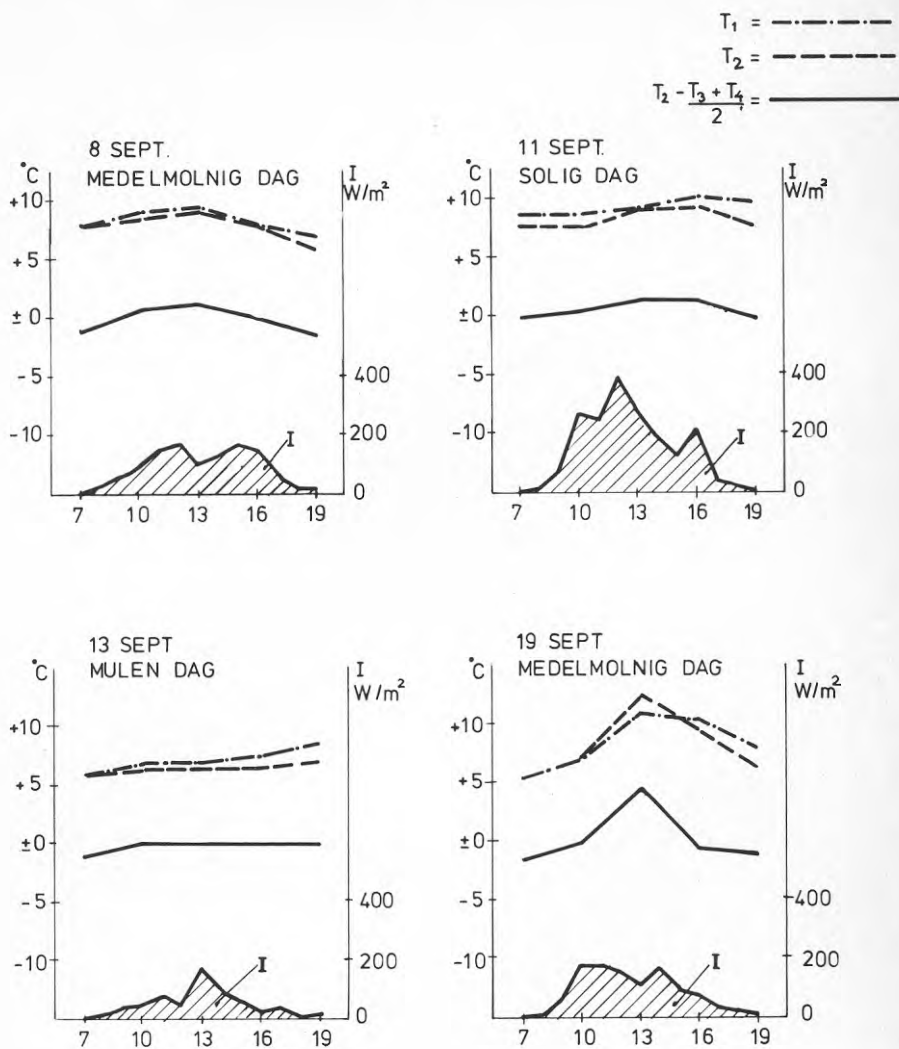 T₁ =
T₂ =
T₂ - T₃ + T₄ / 2 =
8 SEPT.
MEDELMOLNIG DAG
°C
I
W/m²
+10
+5
±0
-5
-10
400
200
0
I
7 10 13 16 19
11 SEPT.
SOLIG DAG
°C
I
W/m²
+10
+5
±0
-5
-10
400
200
0
I
7 10 13 16 19
13 SEPT
MULEN DAG
°C
I
W/m²
+10
+5
±0
-5
-10
400
200
0
I
7 10 13 16 19
19 SEPT
MEDELMOLNIG DAG
°C
I
W/m²
+10
+5
±0
-5
-10
400
200
0
I
7 10 13 16 19